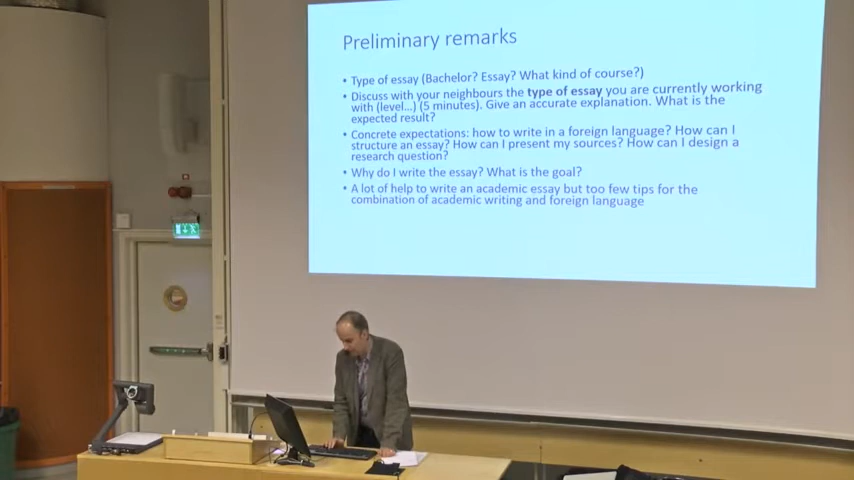 Preliminary remarks
• Type of essay (Bachelor? Essay? What kind of course?)
• Discuss with your neighbours the type of essay you are currently working
with (level...) (5 minutes). Give an accurate explanation. What is the
expected result?
• Concrete expectations: how to write in a foreign language? How can I
structure an essay? How can I present my sources? How can I design a
research question?
• Why do I write the essay? What is the goal?
• A lot of help to write an academic essay but too few tips for the
combination of academic writing and foreign language